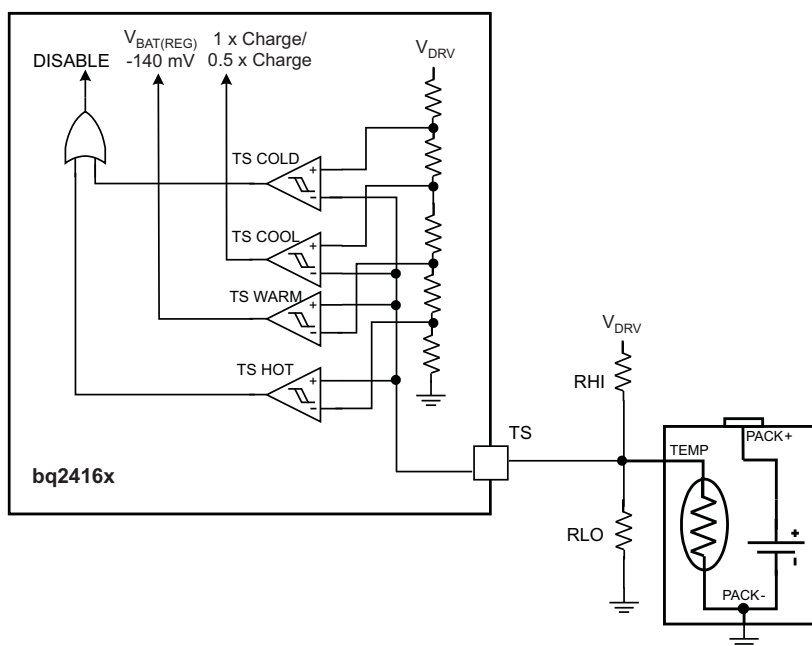 DISABLE
V_BAT(REG)
-140 mV
1 x Charge/
0.5 x Charge
V_DRV
TS COLD
+
-
TS COOL
+
-
TS WARM
+
-
TS HOT
+
-
bq2416x
TS
V_DRV
RHI
RLO
TEMP
PACK+
+
-
PACK-